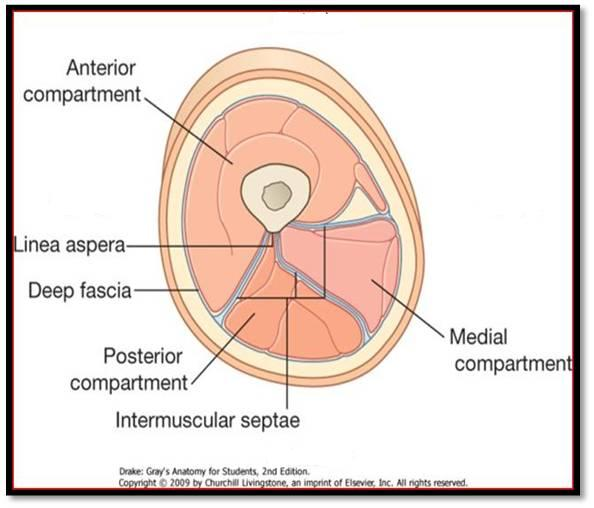 Anterior
compartment
Linea aspera
Deep fascia
Posterior
compartment
Medial
compartment
Intermuscular septae
Drake: Gray's Anatomy for Students, 2nd Edition.
Copyright © 2009 by Churchill Livingstone, an imprint of Elsevier, Inc. All rights reserved.